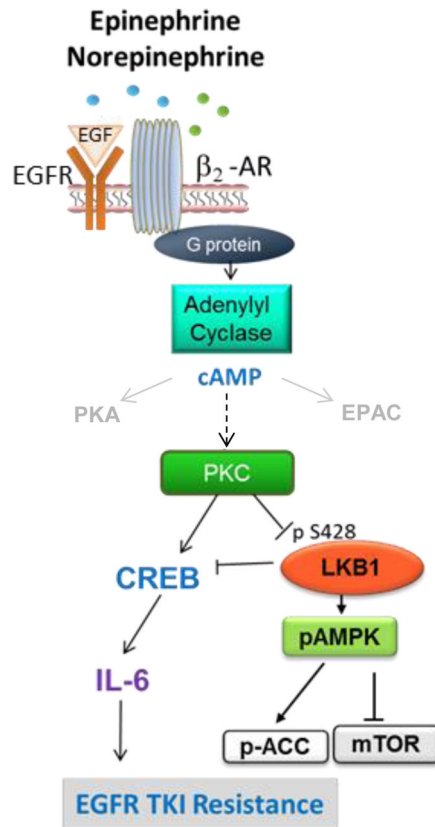 Epinephrine
Norepinephrine
EGF
EGFR
β₂ -AR
G protein
Adenylyl
Cyclase
cAMP
PKA
EPAC
PKC
p S428
CREB
LKB1
pAMPK
IL-6
p-ACC
mTOR
EGFR TKI Resistance